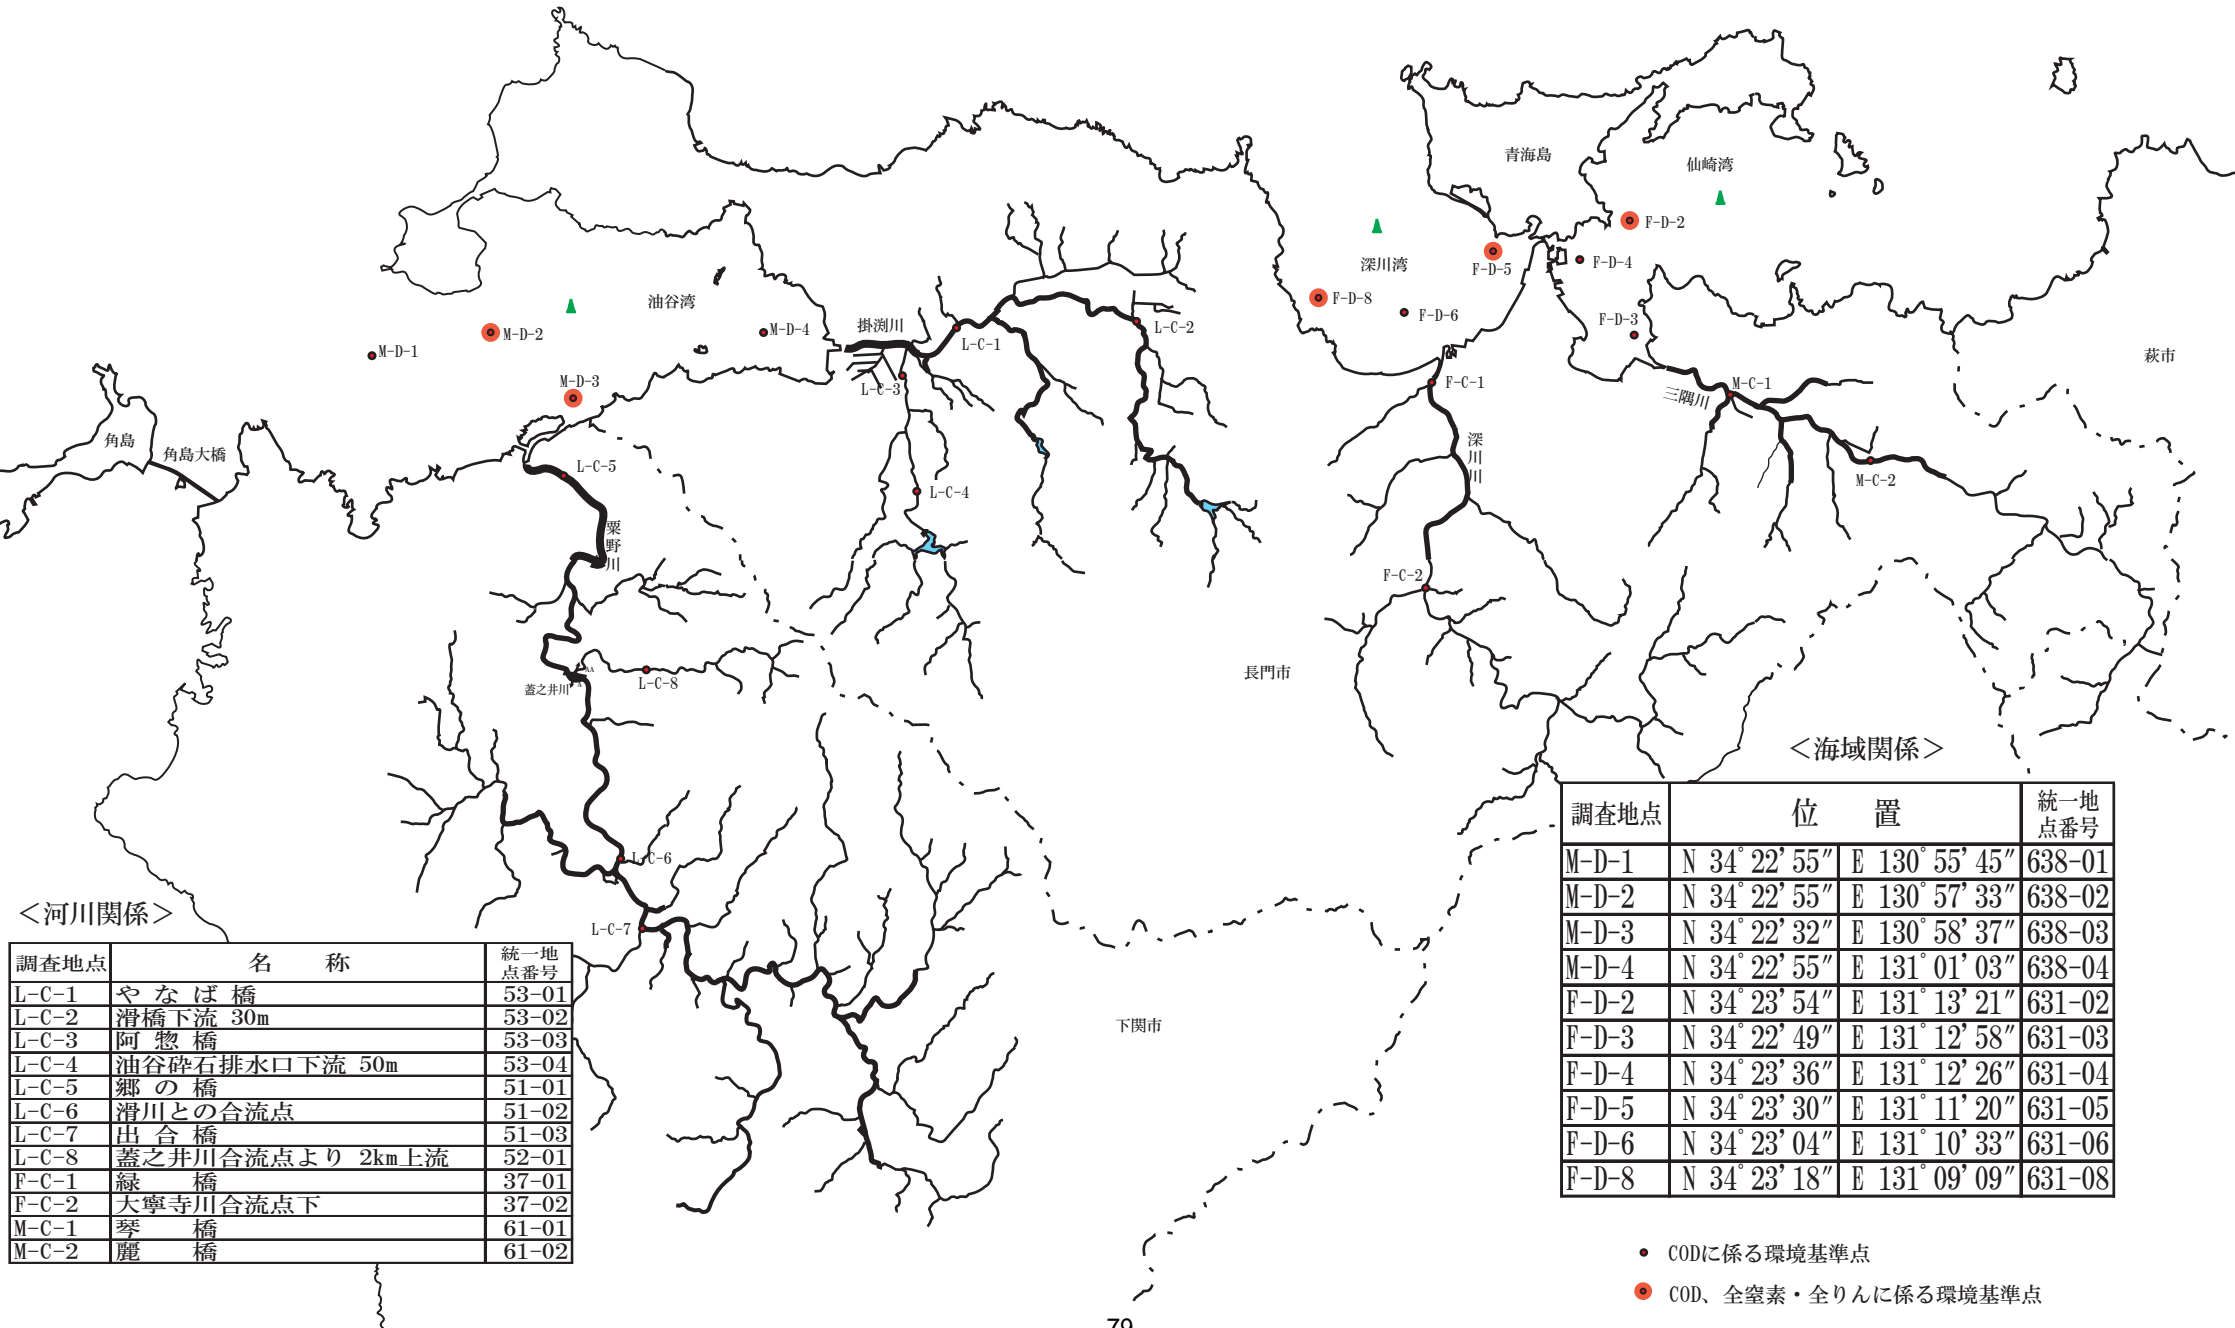 青海島
仙崎湾
F-D-2
深川湾
F-D-5
F-D-4
F-D-8
F-D-6
F-D-3
油谷湾
M-D-1
M-D-2
M-D-3
M-D-4
掛渕川
L-C-1
L-C-2
L-C-3
L-C-4
F-C-1
三隅川
M-C-1
M-C-2
萩市
角島
角島大橋
L-C-5
粟野川
深川川
F-C-2
AA
A
蓋之井川
L-C-8
長門市
L-C-6
L-C-7
下関市
＜河川関係＞
調査地点 名 称 統一地点番号
L-C-1 や な ば 橋 53-01
L-C-2 滑橋下流 30m 53-02
L-C-3 阿 惣 橋 53-03
L-C-4 油谷砕石排水口下流 50m 53-04
L-C-5 郷 の 橋 51-01
L-C-6 滑川との合流点 51-02
L-C-7 出 合 橋 51-03
L-C-8 蓋之井川合流点より 2km上流 52-01
F-C-1 緑 橋 37-01
F-C-2 大寧寺川合流点下 37-02
M-C-1 琴 橋 61-01
M-C-2 麗 橋 61-02
＜海域関係＞
調査地点 位 置 統一地点番号
M-D-1 N 34°22’55″ E 130°55’45″ 638-01
M-D-2 N 34°22’55″ E 130°57’33″ 638-02
M-D-3 N 34°22’32″ E 130°58’37″ 638-03
M-D-4 N 34°22’55″ E 131°01’03″ 638-04
F-D-2 N 34°23’54″ E 131°13’21″ 631-02
F-D-3 N 34°22’49″ E 131°12’58″ 631-03
F-D-4 N 34°23’36″ E 131°12’26″ 631-04
F-D-5 N 34°23’30″ E 131°11’20″ 631-05
F-D-6 N 34°23’04″ E 131°10’33″ 631-06
F-D-8 N 34°23’18″ E 131°09’09″ 631-08
CODに係る環境基準点
COD、全窒素・全りんに係る環境基準点
79